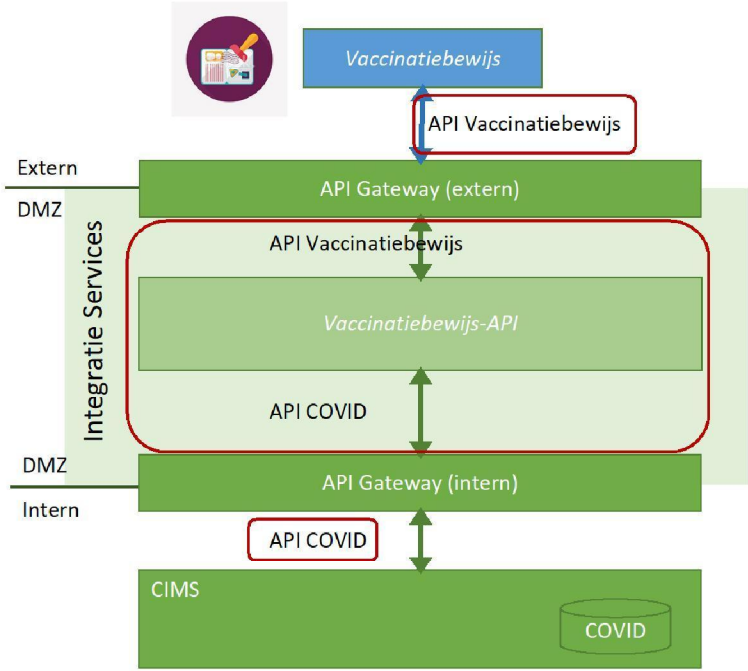 Vaccinatiebewijs
API Vaccinatiebewijs
Extern
API Gateway (extern)
DMZ
API Vaccinatiebewijs
Integratie Services
Vaccinatiebewijs-API
API COVID
DMZ
API Gateway (intern)
Intern
API COVID
CIMS
COVID